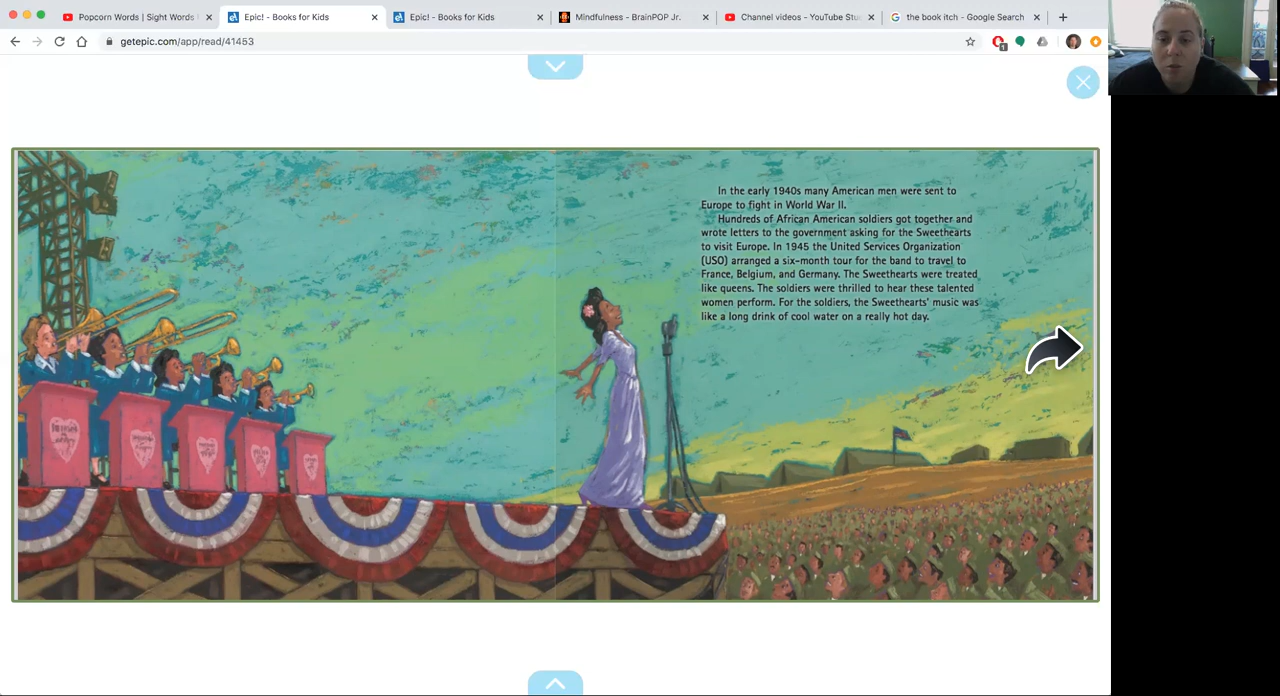 Popcorn Words | Sight Words
Epic! - Books for Kids
Epic! - Books for Kids
Mindfulness - BrainPOP Jr.
Channel videos - YouTube Stu
the book itch - Google Search
getepic.com/app/read/41453
In the early 1940s many American men were sent to
Europe to fight in World War II.
Hundreds of African American soldiers got together and
wrote letters to the government asking for the Sweethearts
to visit Europe. In 1945 the United Services Organization
(USO) arranged a six-month tour for the band to travel to
France, Belgium, and Germany. The Sweethearts were treated
like queens. The soldiers were thrilled to hear these talented
women perform. For the soldiers, the Sweethearts' music was
like a long drink of cool water on a really hot day.